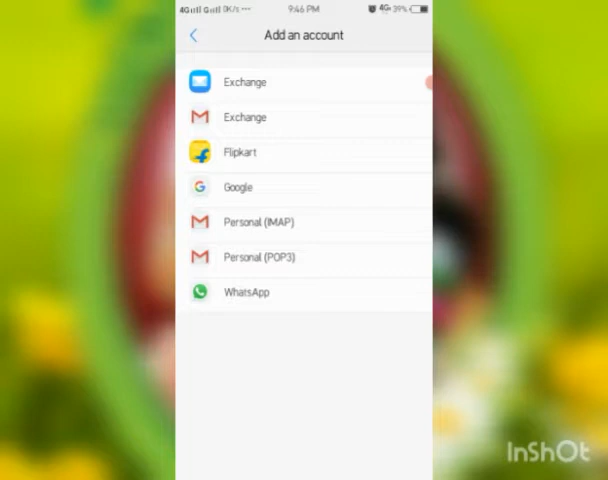 4G G 0K/s ... 9:46 PM 4G 39%
Add an account
Exchange
Exchange
Flipkart
Google
Personal (IMAP)
Personal (POP3)
WhatsApp
InShOt